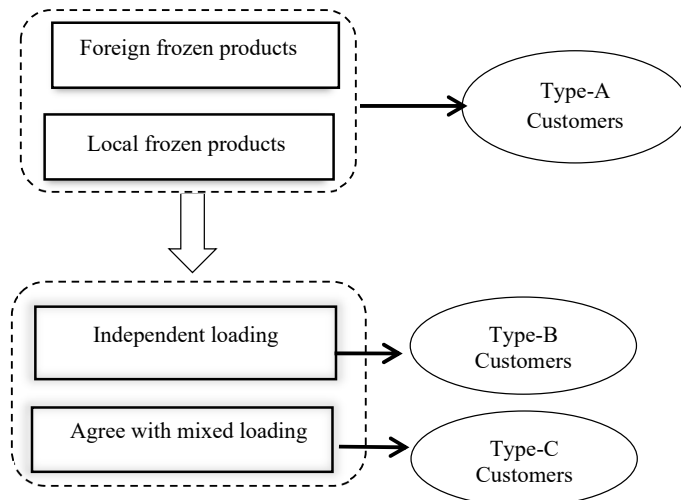 Foreign frozen products
Type-A
Customers
Local frozen products
Independent loading
Type-B
Customers
Agree with mixed loading
Type-C
Customers